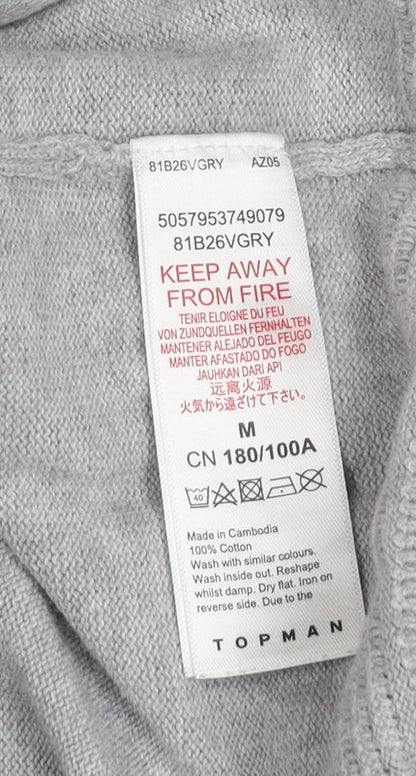 81B26VGRY AZ05
5057953749079
81B26VGRY
KEEP AWAY
FROM FIRE
TENIR ELOIGNE DU FEU
VON ZUNDQUELLEN FERNHALTEN
MANTENER ALEJADO DEL FEUGO
MANTER AFASTADO DO FOGO
JAUHKAN DARI API
远离火源
火気から遠ざけて下さい。
M
CN 180/100A
40
Made in Cambodia
100% Cotton
Wash with similar colours.
Wash inside out. Reshape
whilst damp. Dry flat. Iron on
reverse side. Due to the
TOPMAN